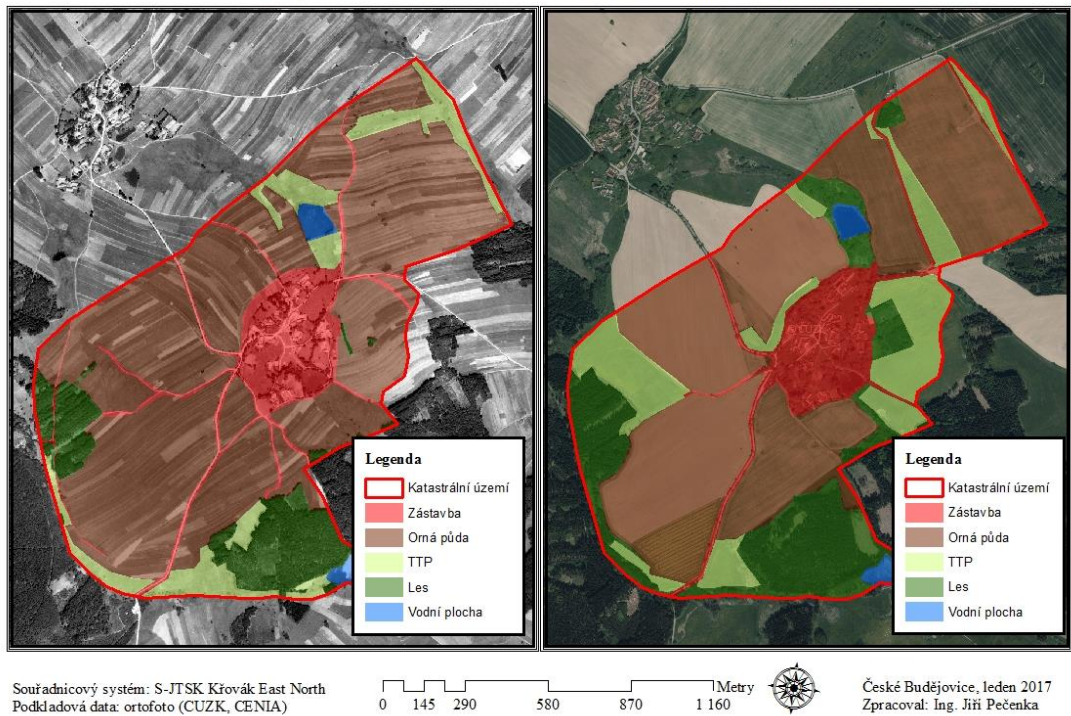 Legenda
Katastrální území
Zástavba
Orná půda
TTP
Les
Vodní plocha
Legenda
Katastrální území
Zástavba
Orná půda
TTP
Les
Vodní plocha
Souřadnicový systém: S-JTSK Křovák East North
Podkladová data: ortofoto (CUZK, CENIA)
Metry
0 145 290 580 870 1 160
České Budějovice, leden 2017
Zpracoval: Ing. Jiří Pečenka